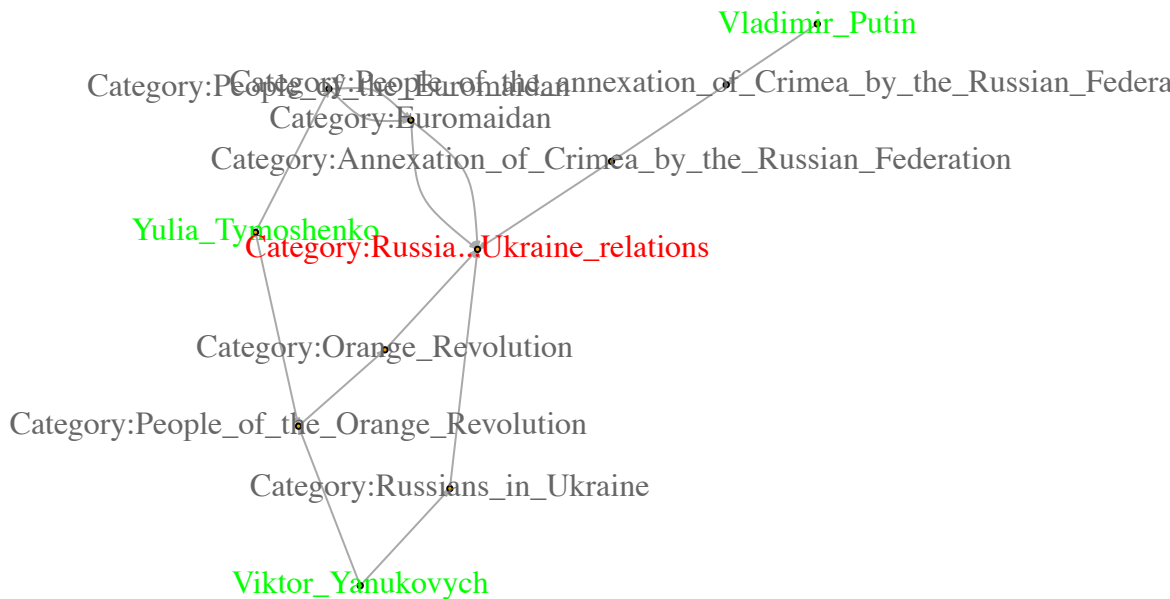 Vladimir_Putin
Category:People_of_the_annexation_of_Crimea_by_the_Russian_Federa
Category:People_of_the_Euromaidan
Category:Euromaidan
Category:Annexation_of_Crimea_by_the_Russian_Federation
Yulia_Tymoshenko
Category:Russia...Ukraine_relations
Category:Orange_Revolution
Category:People_of_the_Orange_Revolution
Category:Russians_in_Ukraine
Viktor_Yanukovych